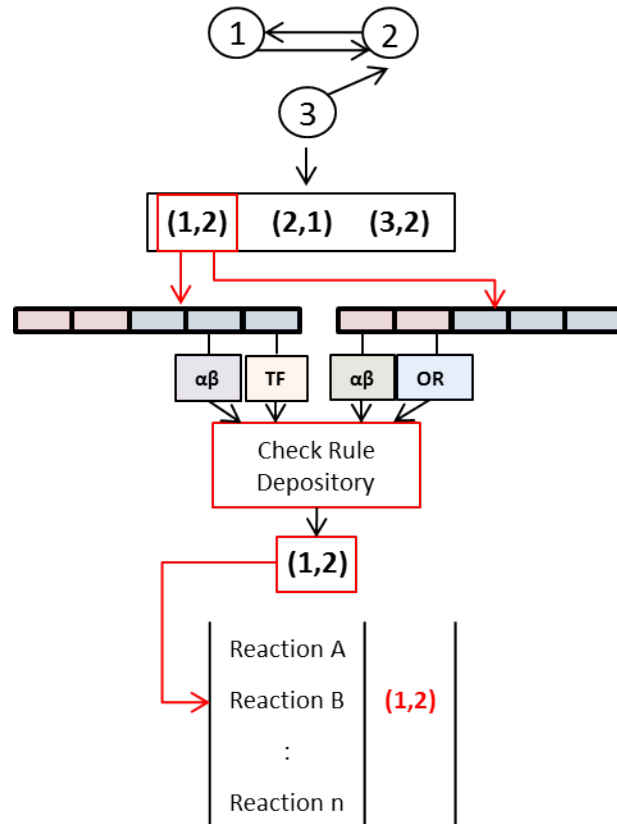 1 2
3
(1,2) (2,1) (3,2)
αβ TF αβ OR
Check Rule
Depository
(1,2)
Reaction A
Reaction B (1,2)
:
Reaction n